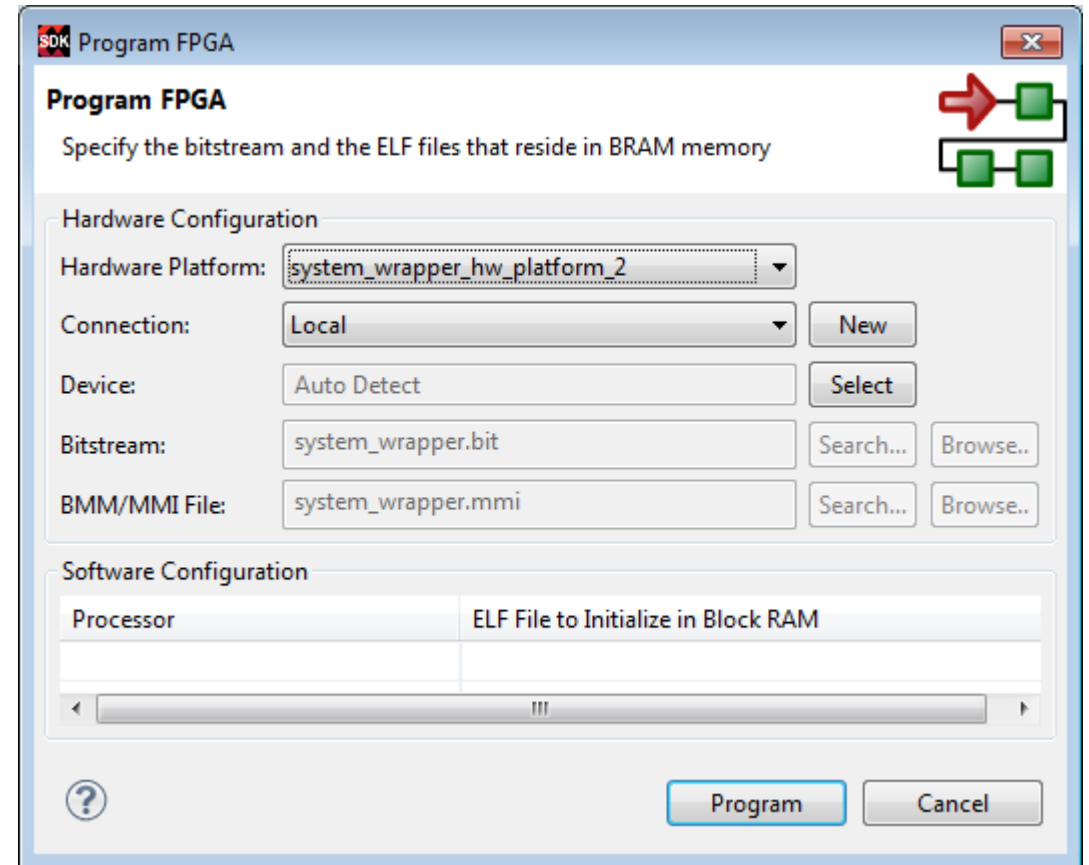 SDK Program FPGA
Program FPGA
Specify the bitstream and the ELF files that reside in BRAM memory
Hardware Configuration
Hardware Platform: system_wrapper_hw_platform_2
Connection: Local New
Device: Auto Detect Select
Bitstream: system_wrapper.bit Search... Browse..
BMM/MMI File: system_wrapper.mmi Search... Browse..
Software Configuration
Processor ELF File to Initialize in Block RAM
? Program Cancel